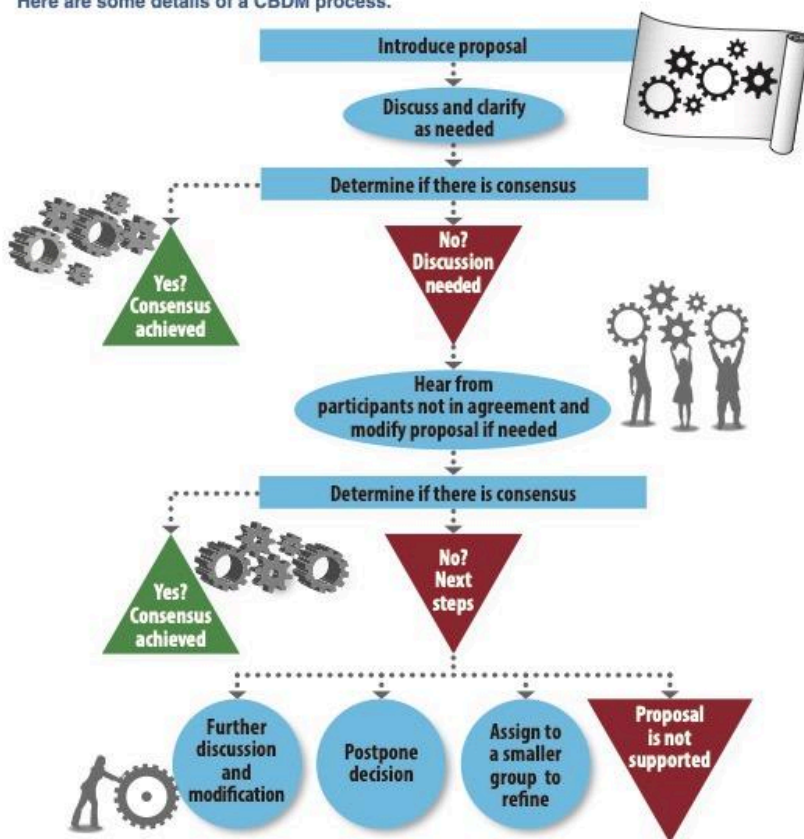 Here are some details of a CBDM process.
Introduce proposal
Discuss and clarify
as needed
Determine if there is consensus
Yes?
Consensus
achieved
No?
Discussion
needed
Hear from
participants not in agreement and
modify proposal if needed
Determine if there is consensus
Yes?
Consensus
achieved
No?
Next
steps
Further
discussion
and
modification
Postpone
decision
Assign to
a smaller
group to
refine
Proposal
is not
supported